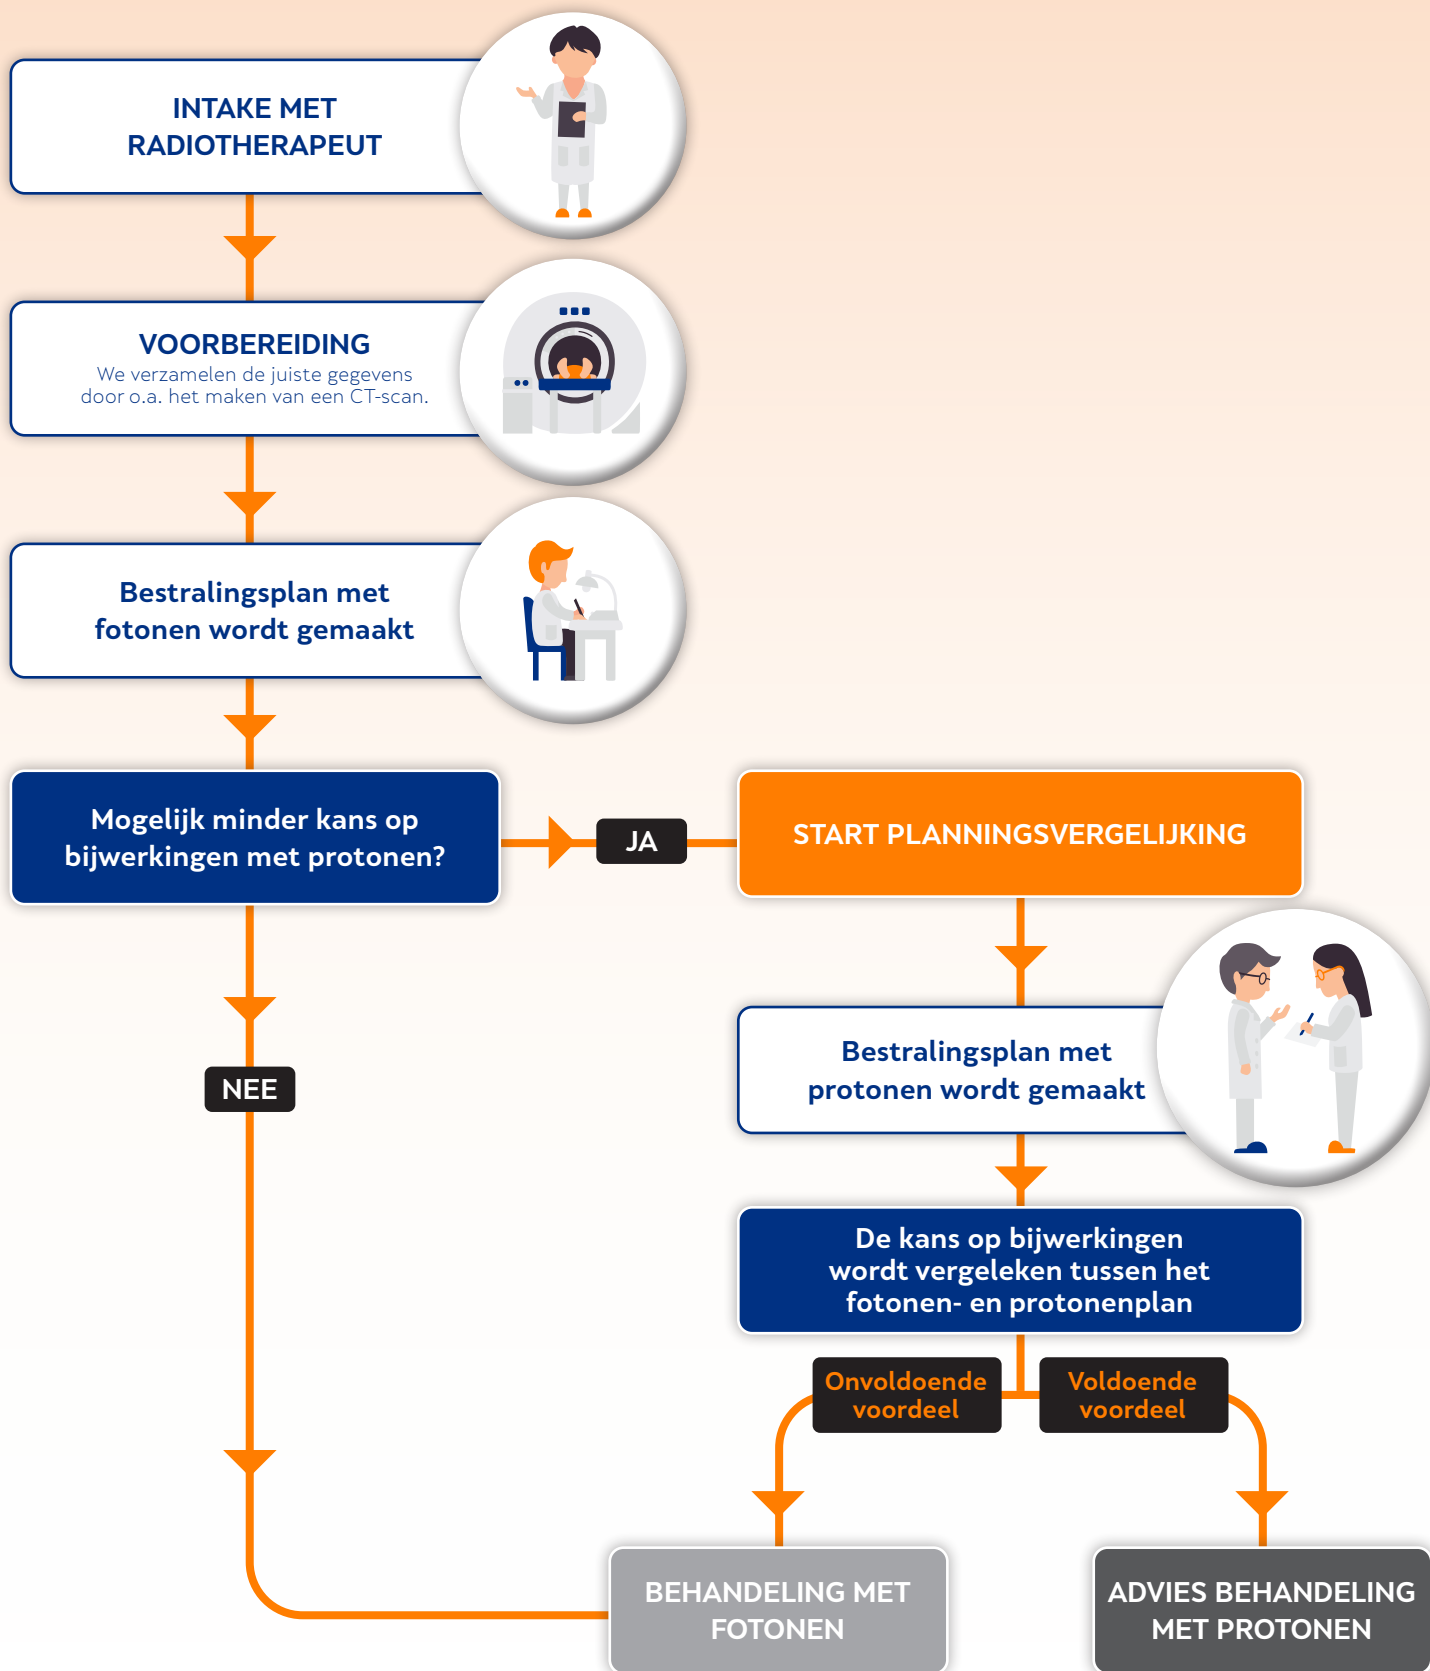 INTAKE MET
RADIOTHERAPEUT
VOORBEREIDING
We verzamelen de juiste gegevens
door o.a. het maken van een CT-scan.
Bestralingsplan met
fotonen wordt gemaakt
Mogelijk minder kans op
bijwerkingen met protonen?
JA
START PLANNINGSVERGELIJKING
NEE
Bestralingsplan met
protonen wordt gemaakt
De kans op bijwerkingen
wordt vergeleken tussen het
fotonen- en protonenplan
Onvoldoende
voordeel
Voldoende
voordeel
BEHANDELING MET
FOTONEN
ADVIES BEHANDELING
MET PROTONEN